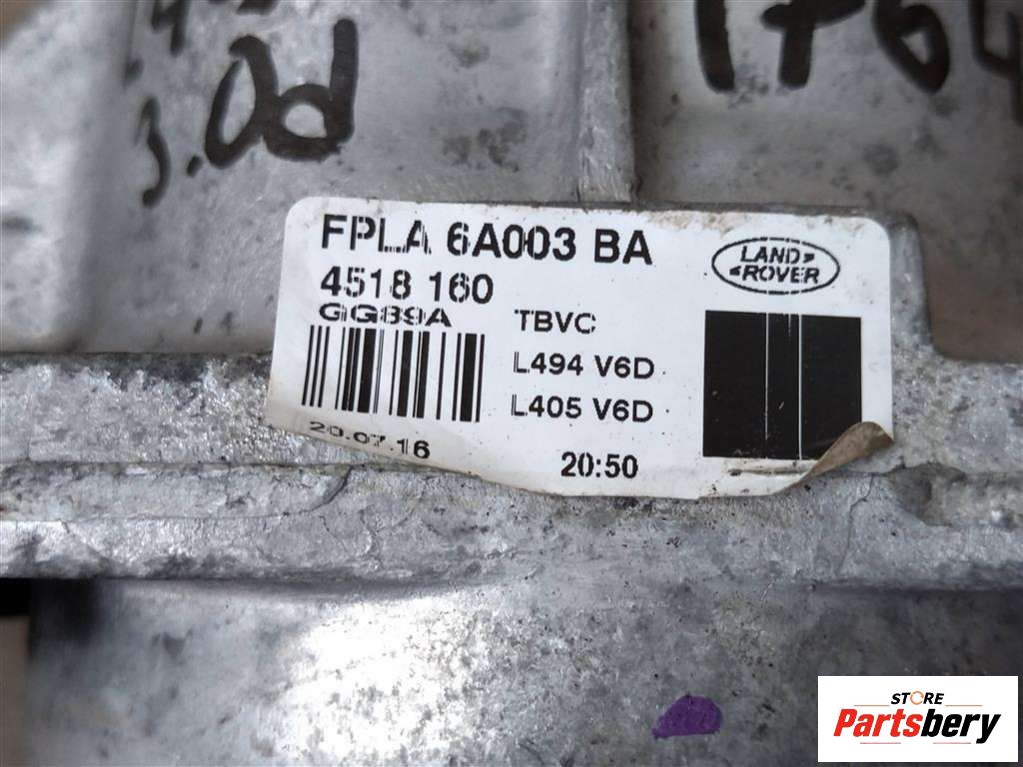 3.0d
1764
FPLA 6A003 BA
4518 160
GG89A
TBVC
L494 V6D
L405 V6D
20.07.16
20:50
LAND
ROVER
STORE
Partsbery